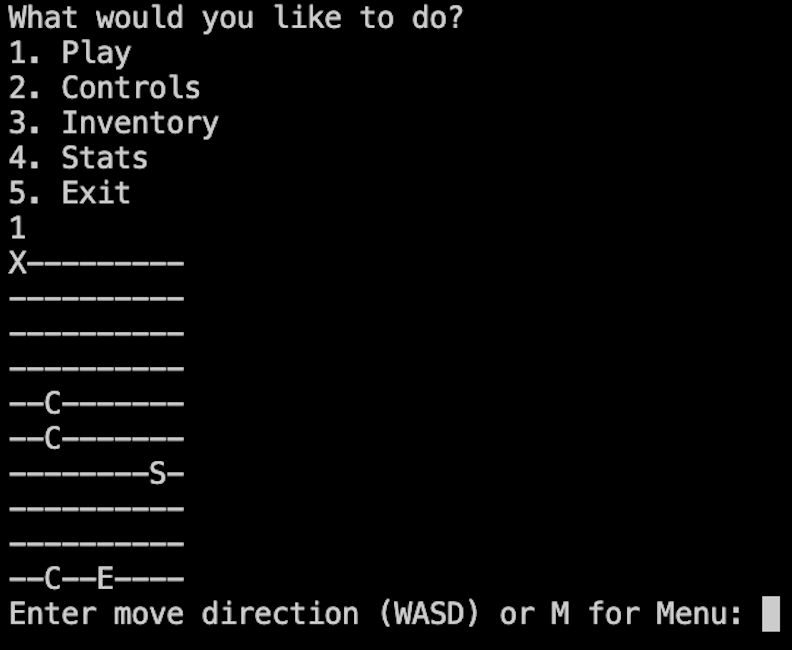 What would you like to do?
1. Play
2. Controls
3. Inventory
4. Stats
5. Exit
1
X---------
----------
----------
----------
--C-------
--C-------
--------S-
----------
----------
--C--E----
Enter move direction (WASD) or M for Menu: